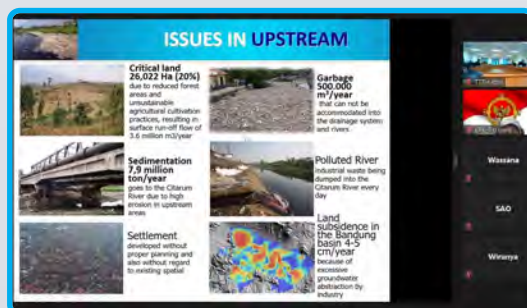 ISSUES IN UPSTREAM
Critical land
26,022 Ha (20%)
due to reduced forest
areas and
unsustainable
agricultural cultivation
practices, resulting in
surface run-off flow of
3.6 million m3/year
Garbage
500.000
m³/year
that can not be
accommodated into
the drainage system
and rivers
Sedimentation
7,9 million
ton/year
goes to the Citarum
River due to high
erosion in upstream
areas
Polluted River
industrial waste being
dumped into the
Citarum River every
day
Settlement
developed without
proper planning and
also without regard
to existing spatial
Land
subsidence in
the Bandung
basin 4-5
cm/year
because of
excessive
groundwater
abstraction by
industry
Wassana
SAO
Wiranya